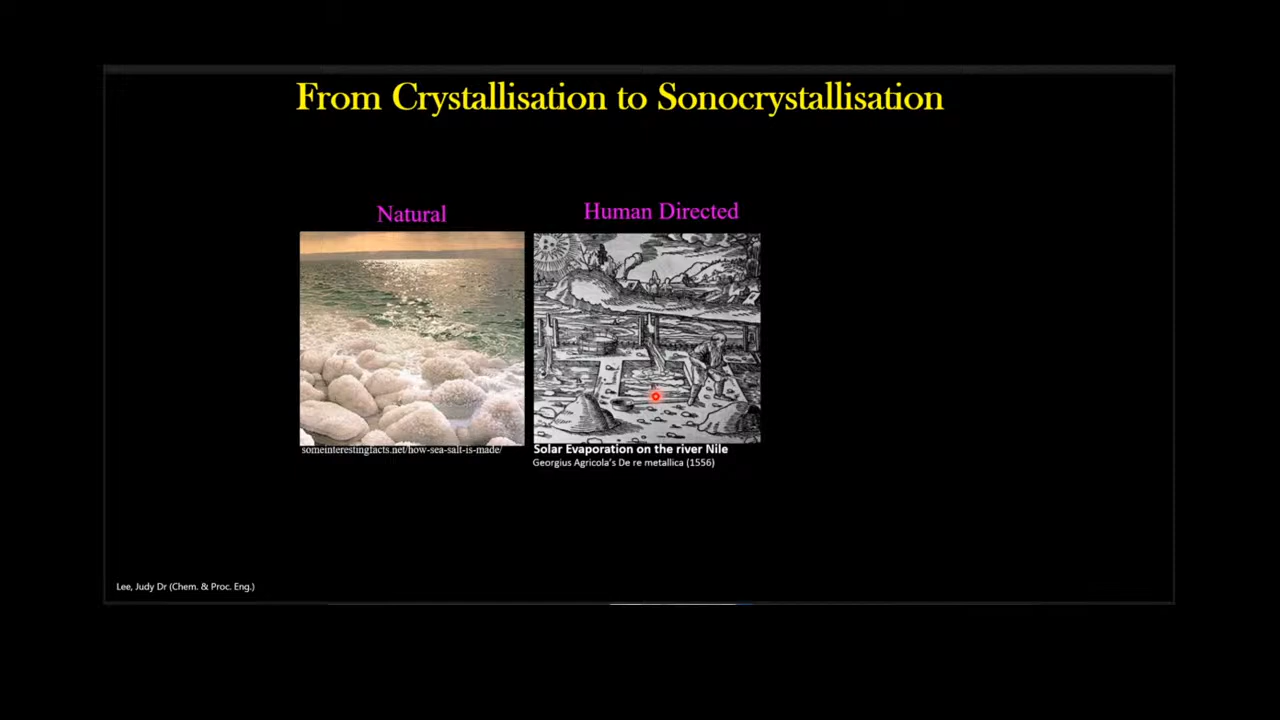 From Crystallisation to Sonocrystallisation
Natural
Human Directed
someinterestingfacts.net/how-sea-salt-is-made/
Solar Evaporation on the river Nile
Georgius Agricola's De re metallica (1556)
Lee, Judy Dr (Chem. & Proc. Eng.)